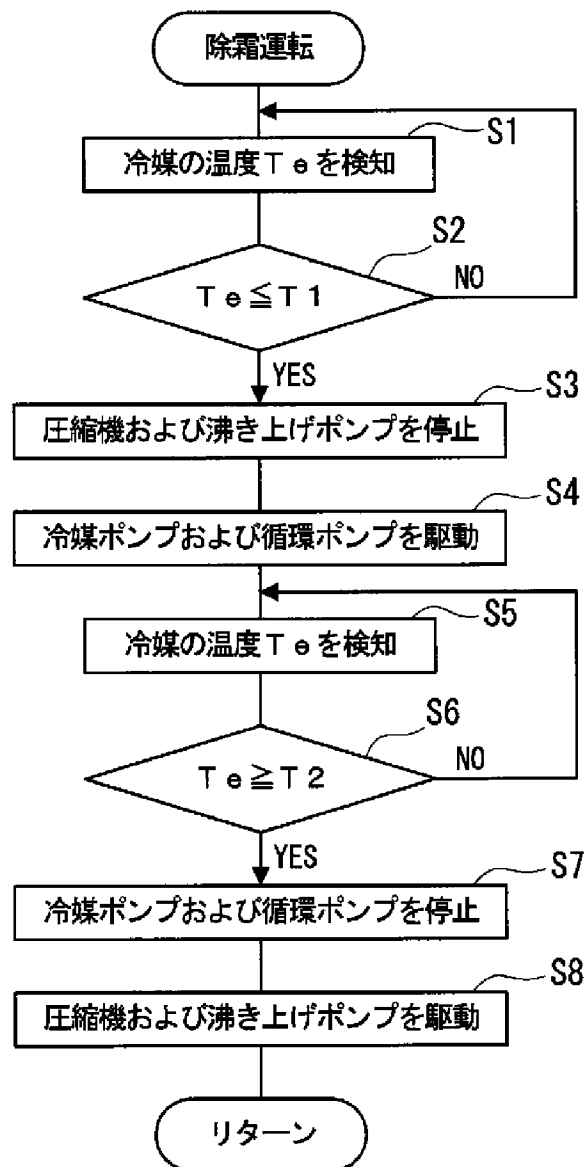 除霜運転
S1
冷媒の温度Ｔｅを検知
S2
Ｔｅ≦Ｔ１
NO
YES
S3
圧縮機および沸き上げポンプを停止
S4
冷媒ポンプおよび循環ポンプを駆動
S5
冷媒の温度Ｔｅを検知
S6
Ｔｅ≧Ｔ２
NO
YES
S7
冷媒ポンプおよび循環ポンプを停止
S8
圧縮機および沸き上げポンプを駆動
リターン